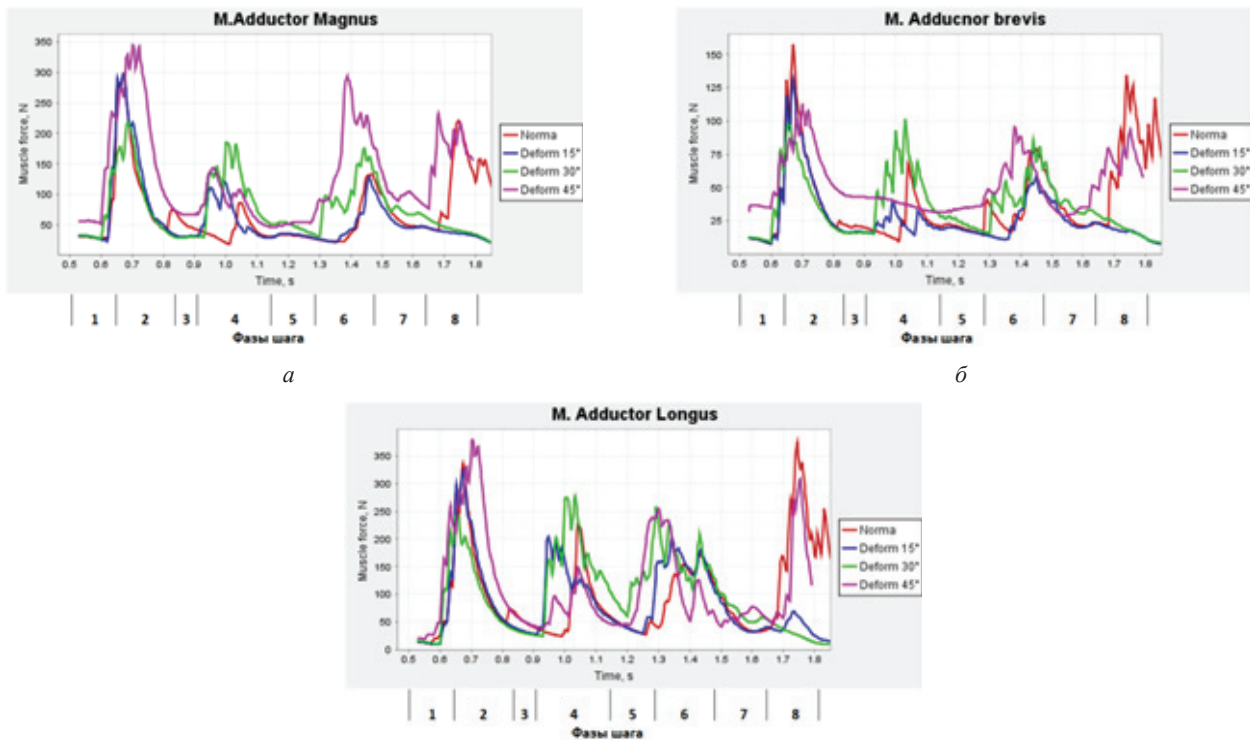 M.Adductor Magnus
Muscle force, N
350
300
250
200
150
100
50
0.5 0.6 0.7 0.8 0.9 1.0 1.1 1.2 1.3 1.4 1.5 1.6 1.7 1.8
Time, s
Norma
Deform 15°
Deform 30°
Deform 45°
1 2 3 4 5 6 7 8
Фазы шага
а
M. Adducnor brevis
Muscle force, N
150
125
100
75
50
25
0.5 0.6 0.7 0.8 0.9 1.0 1.1 1.2 1.3 1.4 1.5 1.6 1.7 1.8
Time, s
Norma
Deform 15°
Deform 30°
Deform 45°
1 2 3 4 5 6 7 8
Фазы шага
б
M. Adductor Longus
Muscle force, N
350
300
250
200
150
100
50
0
0.5 0.6 0.7 0.8 0.9 1.0 1.1 1.2 1.3 1.4 1.5 1.6 1.7 1.8
Time, s
Norma
Deform 15°
Deform 30°
Deform 45°
1 2 3 4 5 6 7 8
Фазы шага